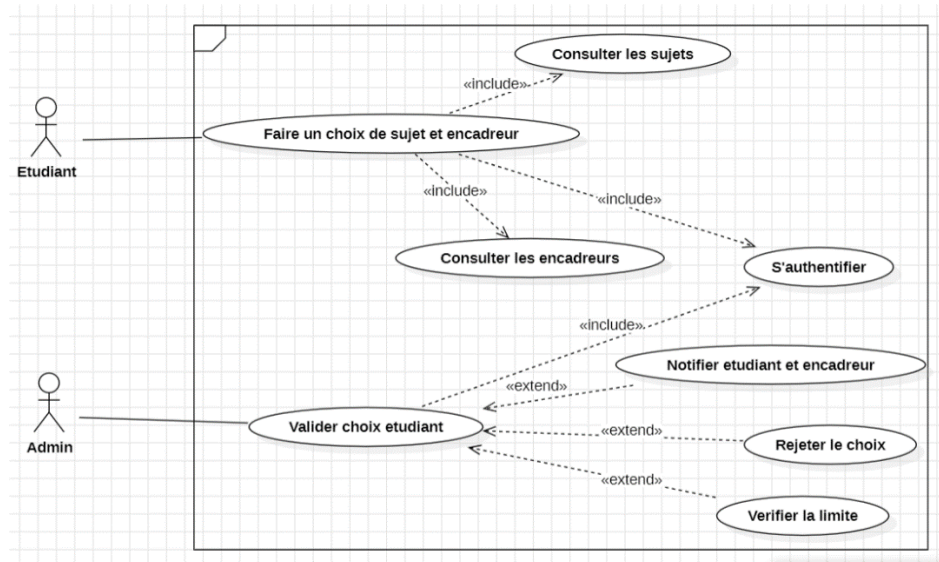 Consulter les sujets
«include»
Faire un choix de sujet et encadreur
Etudiant
«include»
«include»
Consulter les encadreurs
S'authentifier
«include»
Notifier etudiant et encadreur
«extend»
Valider choix etudiant
«extend»
Rejeter le choix
Admin
«extend»
Verifier la limite